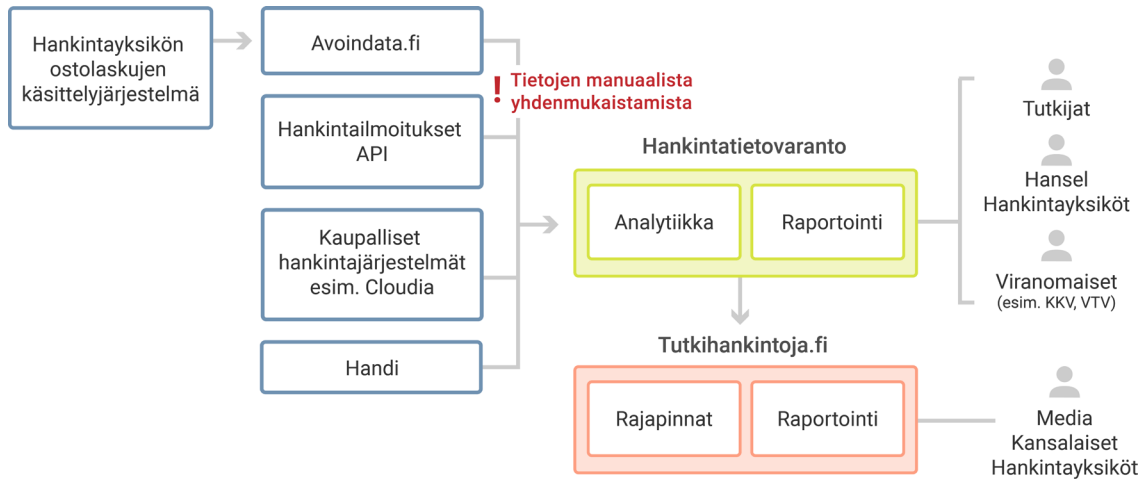 Hankintayksikön
ostolaskujen
käsittelyjärjestelmä
Avoindata.fi
! Tietojen manuaalista
yhdenmukaistamista
Hankintailmoitukset
API
Kaupalliset
hankintajärjestelmät
esim. Cloudia
Handi
Hankintatietovaranto
Analytiikka
Raportointi
Tutkihankintoja.fi
Rajapinnat
Raportointi
Tutkijat
Hansel
Hankintayksiköt
Viranomaiset
(esim. KKV, VTV)
Media
Kansalaiset
Hankintayksiköt